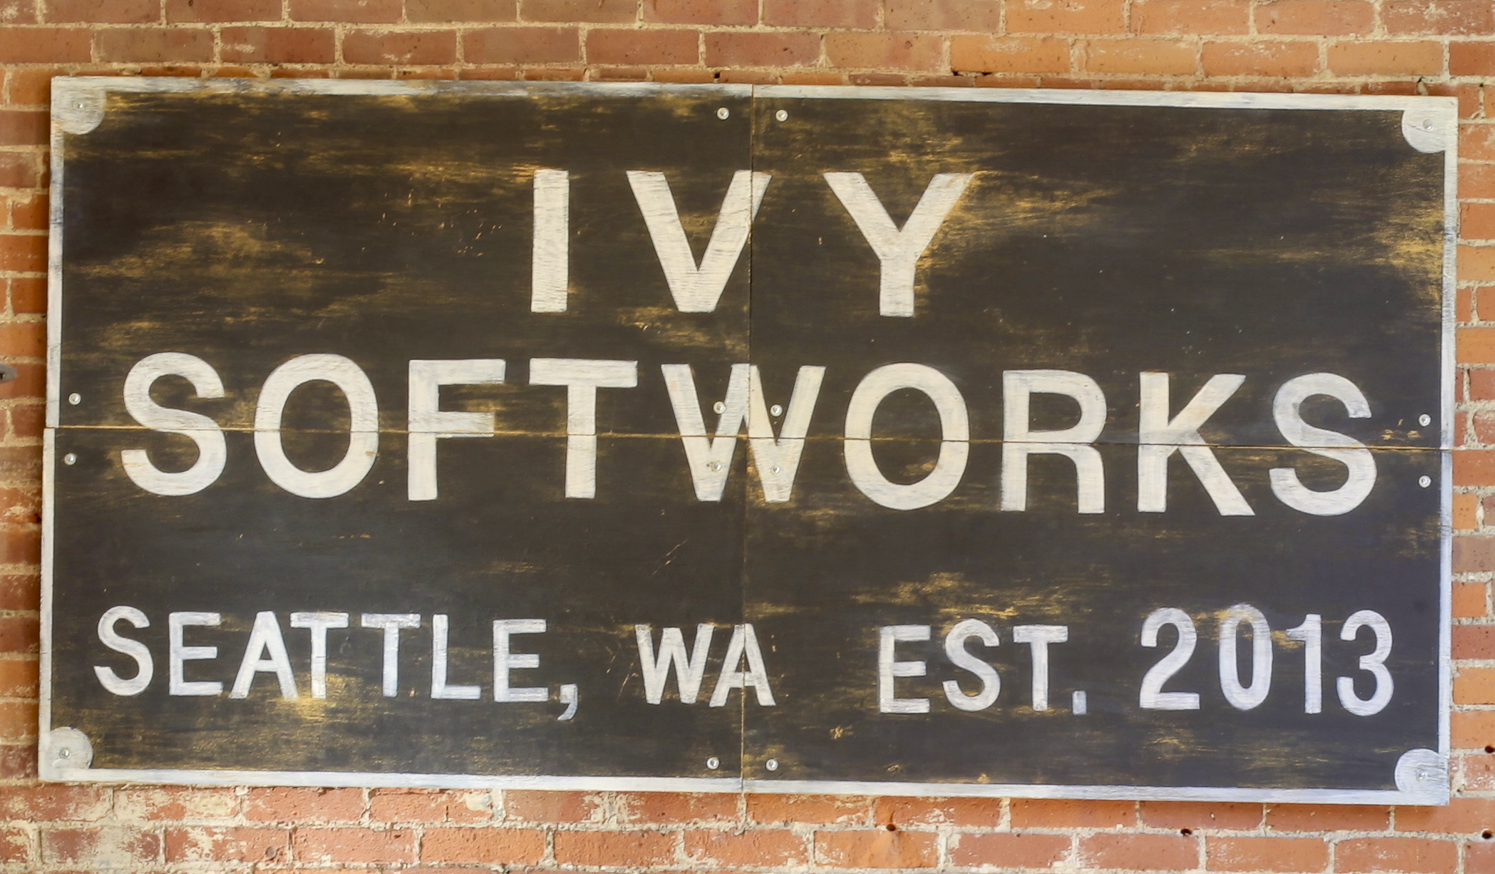 IVY
SOFTWORKS
SEATTLE, WA EST. 2013